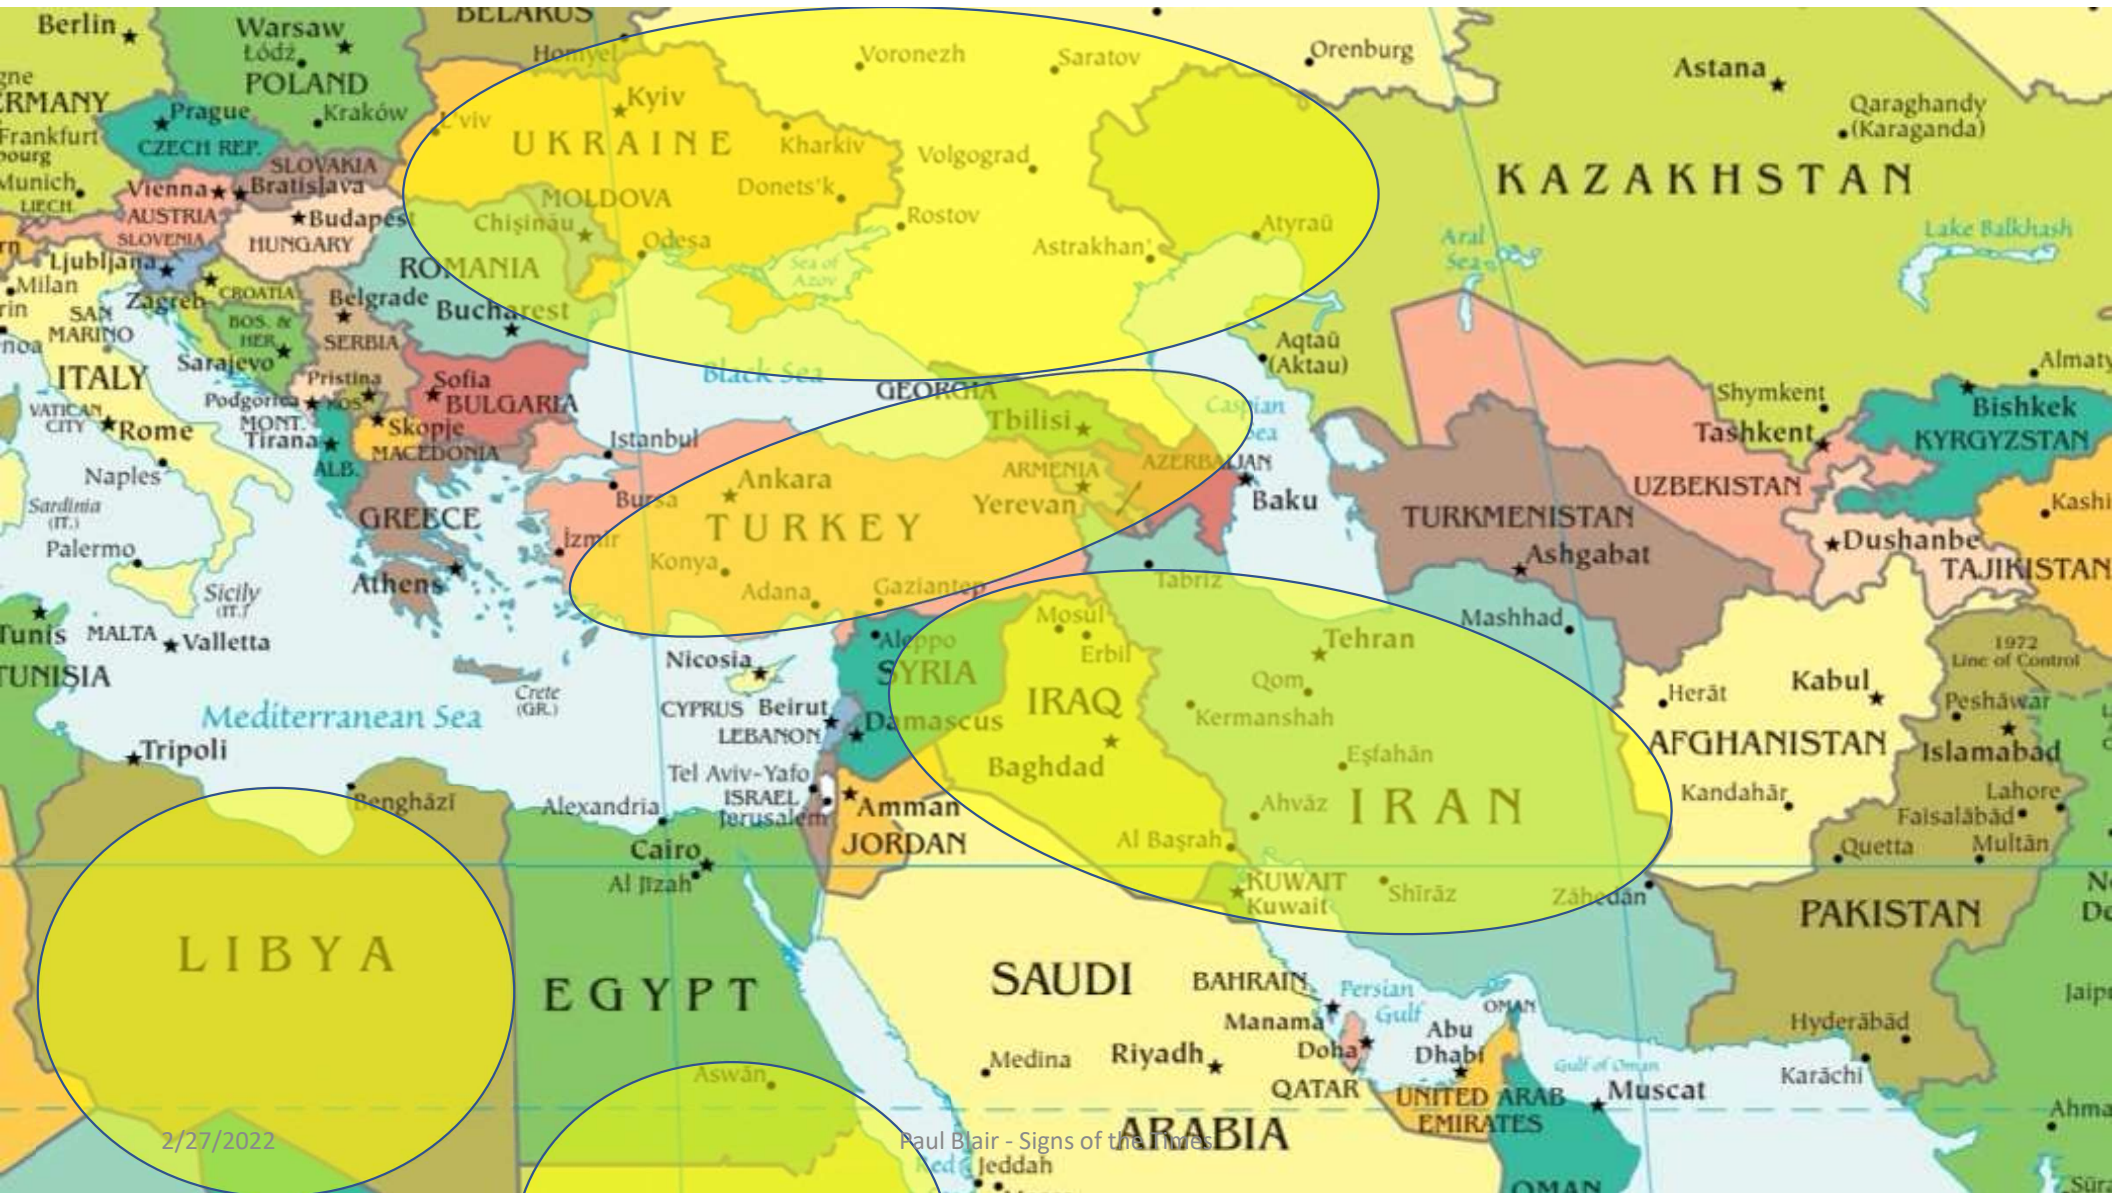 BELARUS
Berlin
Warsaw
Łódź
POLAND
Homyel'
Voronezh
Saratov
Orenburg
Astana
Qaraghandy
(Karaganda)
GERMANY
Prague
Kraków
L'viv
Kyiv
UKRAINE
Kharkiv
Frankfurt
CZECH REP.
Volgograd
SLOVAKIA
Munich
Vienna
Bratislava
MOLDOVA
Donets'k
KAZAKHSTAN
LIECH.
AUSTRIA
Budapest
Chişinău
Rostov
Atyraū
SLOVENIA
HUNGARY
Odesa
Astrakhan'
Aral
Sea
Lake Balkhash
Ljubljana
ROMANIA
Sea of
Azov
Milan
Zagreb
CROATIA
Belgrade
Bucharest
SAN
MARINO
BOS. &
HER.
SERBIA
Aqtaū
(Aktau)
Sarajevo
Almaty
ITALY
Pristina
Sofia
Black Sea
GEORGIA
Shymkent
Podgorica
KOS.
BULGARIA
Caspian
Sea
Bishkek
VATICAN
CITY
Rome
MONT.
Skopje
Tbilisi
Tashkent
KYRGYZSTAN
Tirana
MACEDONIA
Istanbul
Naples
ALB.
Ankara
ARMENIA
AZERBAIJAN
UZBEKISTAN
Sardinia
(IT.)
GREECE
Bursa
Yerevan
Baku
TURKMENISTAN
Kashi
Palermo
İzmir
TURKEY
Ashgabat
Dushanbe
TAJIKISTAN
Athens
Konya
Adana
Gaziantep
Tabriz
Sicily
(IT.)
Tunis
MALTA
Valletta
Mosul
Mashhad
TUNISIA
Nicosia
Aleppo
Erbil
Tehran
1972
Line of Control
SYRIA
Qom
Herāt
Kabul
Peshāwar
Crete
(GR.)
CYPRUS
Beirut
Damascus
IRAQ
Kermanshah
Mediterranean Sea
LEBANON
AFGHANISTAN
Islamabad
Tripoli
Tel Aviv-Yafo
Baghdad
Eşfahān
Benghāzī
Alexandria
ISRAEL
Jerusalem
Amman
Ahvāz
IRAN
Kandahār
Lahore
Faisalābād
JORDAN
Al Başrah
Quetta
Multān
Cairo
Al Jīzah
KUWAIT
Kuwait
Shīrāz
Zāhedān
LIBYA
PAKISTAN
EGYPT
SAUDI
BAHRAIN
Persian
Gulf
OMAN
Manama
Abu
Dhabi
Hyderābād
Medina
Riyadh
Doha
Gulf of Oman
Karāchi
Aswān
QATAR
UNITED ARAB
EMIRATES
Muscat
ARABIA
2/27/2022
Paul Blair - Signs of the Times
Red
Jeddah
OMAN